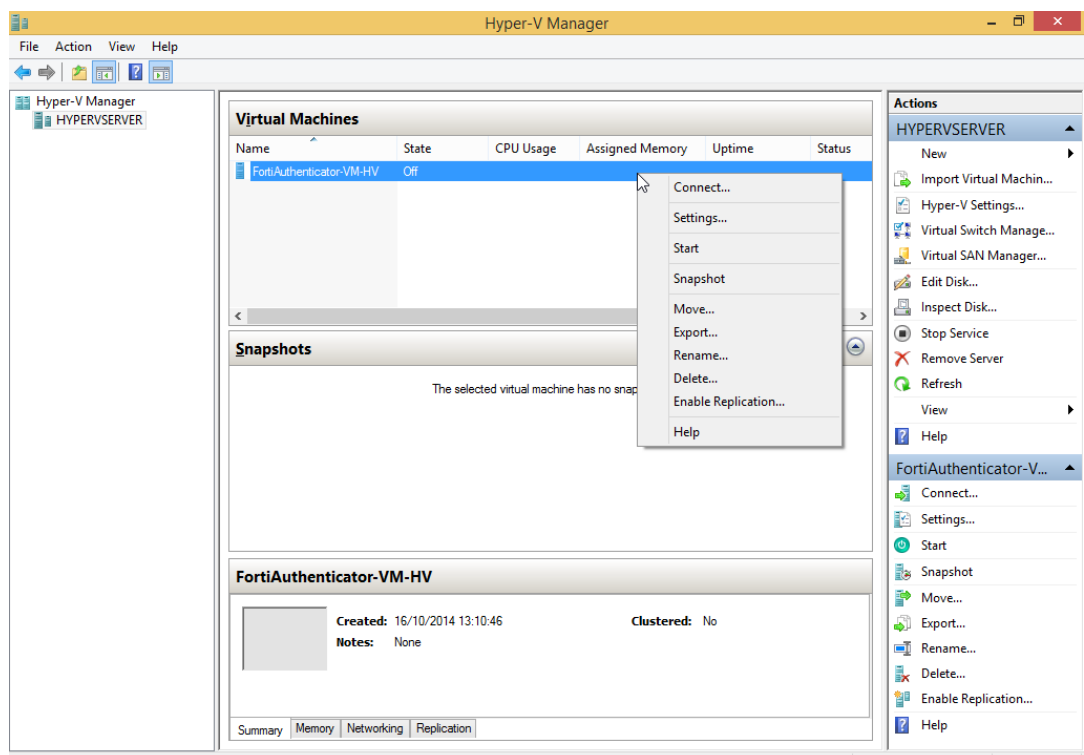 Hyper-V Manager
File Action View Help
Hyper-V Manager
HYPERVSERVER
Virtual Machines
Name State CPU Usage Assigned Memory Uptime Status
FortiAuthenticator-VM-HV Off
Connect...
Settings...
Start
Snapshot
Move...
Export...
Rename...
Delete...
Enable Replication...
Help
Snapshots
The selected virtual machine has no snap
FortiAuthenticator-VM-HV
Created: 16/10/2014 13:10:46 Clustered: No
Notes: None
Summary Memory Networking Replication
Actions
HYPERVSERVER
New
Import Virtual Machin...
Hyper-V Settings...
Virtual Switch Manage...
Virtual SAN Manager...
Edit Disk...
Inspect Disk...
Stop Service
Remove Server
Refresh
View
Help
FortiAuthenticator-V...
Connect...
Settings...
Start
Snapshot
Move...
Export...
Rename...
Delete...
Enable Replication...
Help